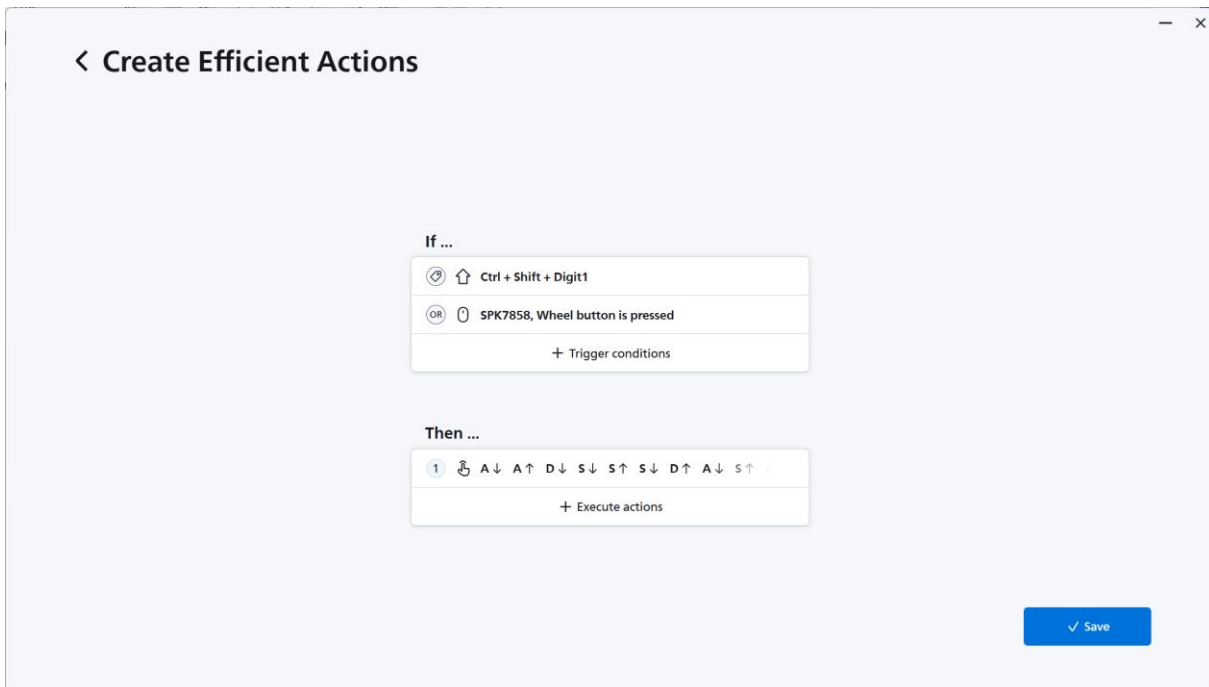 Create Efficient Actions
If ...
Ctrl + Shift + Digit1
OR SPK7858, Wheel button is pressed
+ Trigger conditions
Then ...
1 A↓ A↑ D↓ S↓ S↑ S↓ D↑ A↓ S↑
+ Execute actions
✓ Save